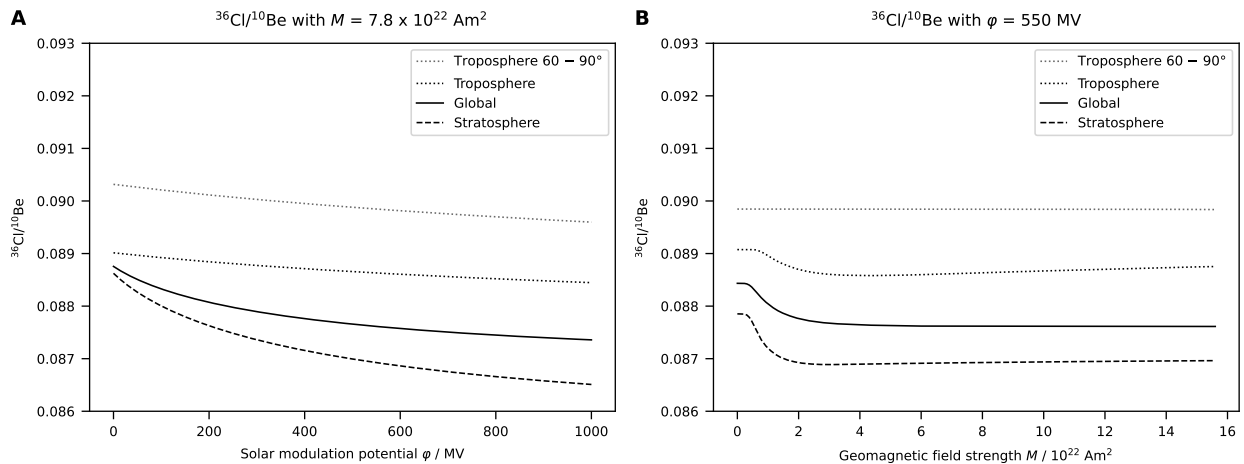 A
³⁶Cl/¹⁰Be with M = 7.8 x 10²² Am²
0.093
0.092
0.091
0.090
0.089
0.088
0.087
0.086
³⁶Cl/¹⁰Be
Troposphere 60 − 90°
Troposphere
Global
Stratosphere
0 200 400 600 800 1000
Solar modulation potential φ / MV
B
³⁶Cl/¹⁰Be with φ = 550 MV
0.093
0.092
0.091
0.090
0.089
0.088
0.087
0.086
³⁶Cl/¹⁰Be
Troposphere 60 − 90°
Troposphere
Global
Stratosphere
0 2 4 6 8 10 12 14 16
Geomagnetic field strength M / 10²² Am²